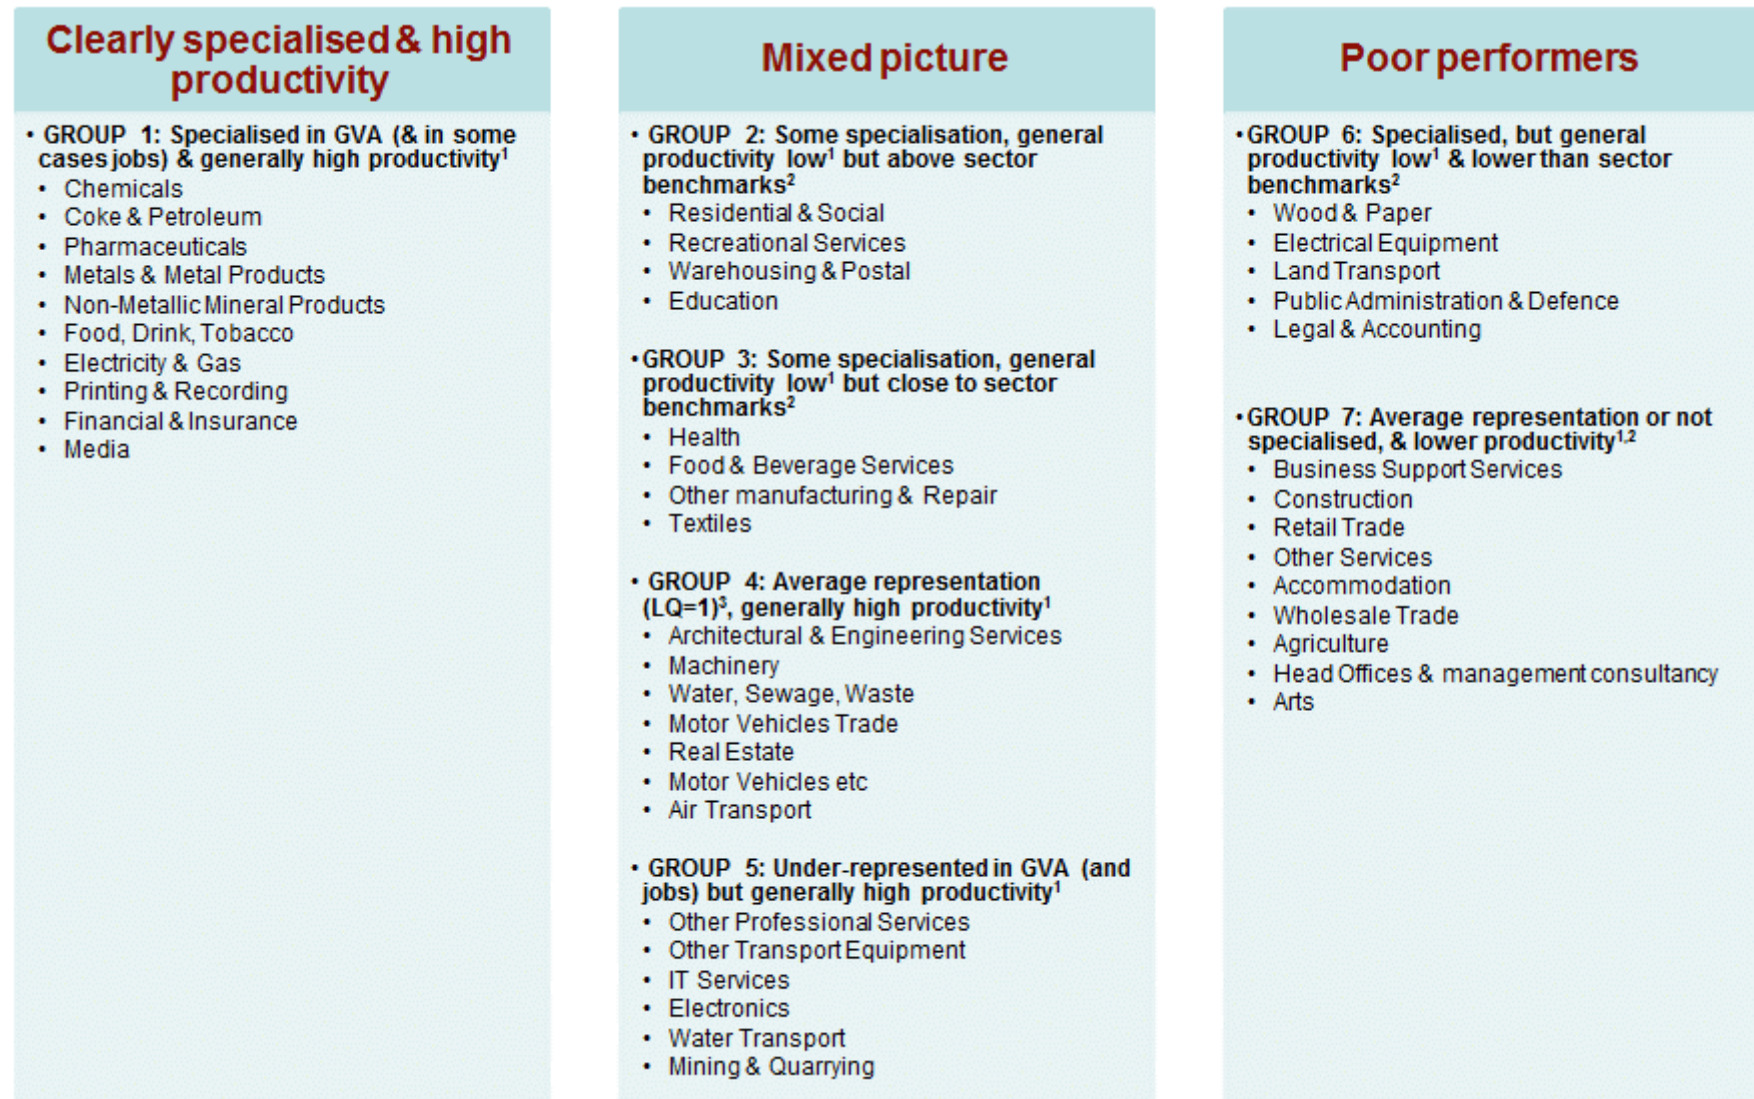 Clearly specialised & high
productivity
• GROUP 1: Specialised in GVA (& in some
cases jobs) & generally high productivity¹
• Chemicals
• Coke & Petroleum
• Pharmaceuticals
• Metals & Metal Products
• Non-Metallic Mineral Products
• Food, Drink, Tobacco
• Electricity & Gas
• Printing & Recording
• Financial & Insurance
• Media
Mixed picture
• GROUP 2: Some specialisation, general
productivity low¹ but above sector
benchmarks²
• Residential & Social
• Recreational Services
• Warehousing & Postal
• Education
• GROUP 3: Some specialisation, general
productivity low¹ but close to sector
benchmarks²
• Health
• Food & Beverage Services
• Other manufacturing & Repair
• Textiles
• GROUP 4: Average representation
(LQ=1)³, generally high productivity¹
• Architectural & Engineering Services
• Machinery
• Water, Sewage, Waste
• Motor Vehicles Trade
• Real Estate
• Motor Vehicles etc
• Air Transport
• GROUP 5: Under-represented in GVA (and
jobs) but generally high productivity¹
• Other Professional Services
• Other Transport Equipment
• IT Services
• Electronics
• Water Transport
• Mining & Quarrying
Poor performers
• GROUP 6: Specialised, but general
productivity low¹ & lower than sector
benchmarks²
• Wood & Paper
• Electrical Equipment
• Land Transport
• Public Administration & Defence
• Legal & Accounting
• GROUP 7: Average representation or not
specialised, & lower productivity¹,²
• Business Support Services
• Construction
• Retail Trade
• Other Services
• Accommodation
• Wholesale Trade
• Agriculture
• Head Offices & management consultancy
• Arts